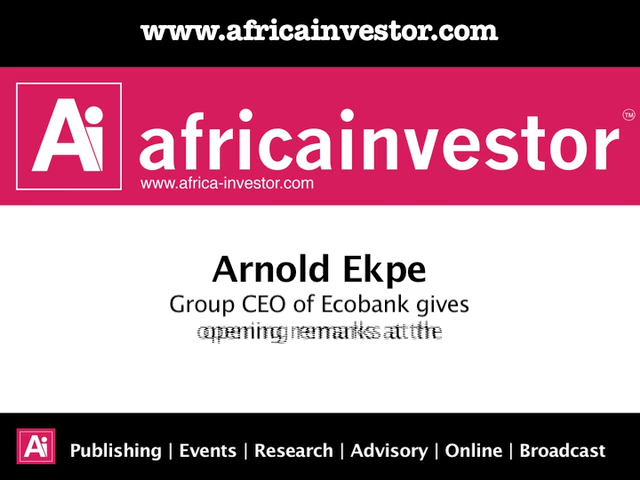 www.africainvestor.com
Ai africainvestor TM
www.africa-investor.com
Arnold Ekpe
Group CEO of Ecobank gives
opening remarks at the
Ai Publishing | Events | Research | Advisory | Online | Broadcast